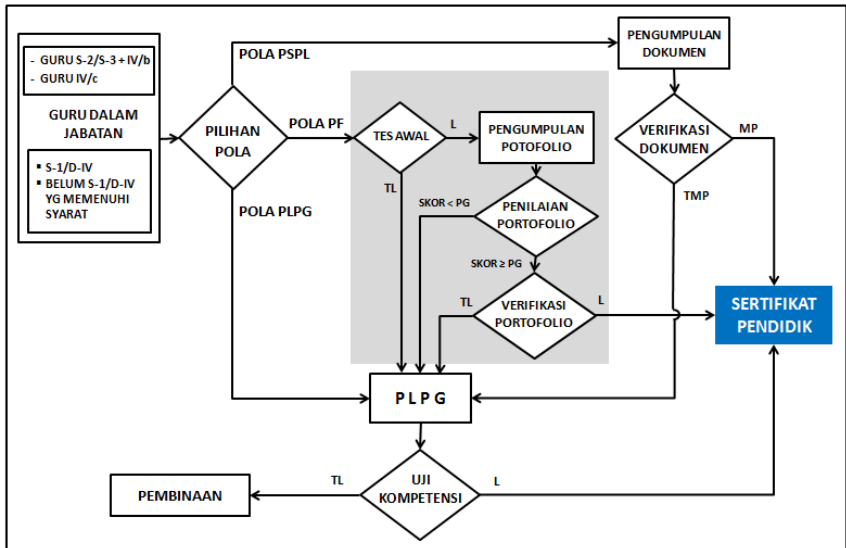 - GURU S-2/S-3 + IV/b
- GURU IV/c
GURU DALAM
JABATAN
▪ S-1/D-IV
▪ BELUM S-1/D-IV
YG MEMENUHI
SYARAT
PILIHAN
POLA
POLA PSPL
POLA PF
POLA PLPG
TES AWAL
L
TL
PENGUMPULAN
POTOFOLIO
PENILAIAN
PORTOFOLIO
SKOR < PG
SKOR ≥ PG
VERIFIKASI
PORTOFOLIO
TL
L
PENGUMPULAN
DOKUMEN
VERIFIKASI
DOKUMEN
MP
TMP
SERTIFIKAT
PENDIDIK
P L P G
UJI
KOMPETENSI
TL
L
PEMBINAAN